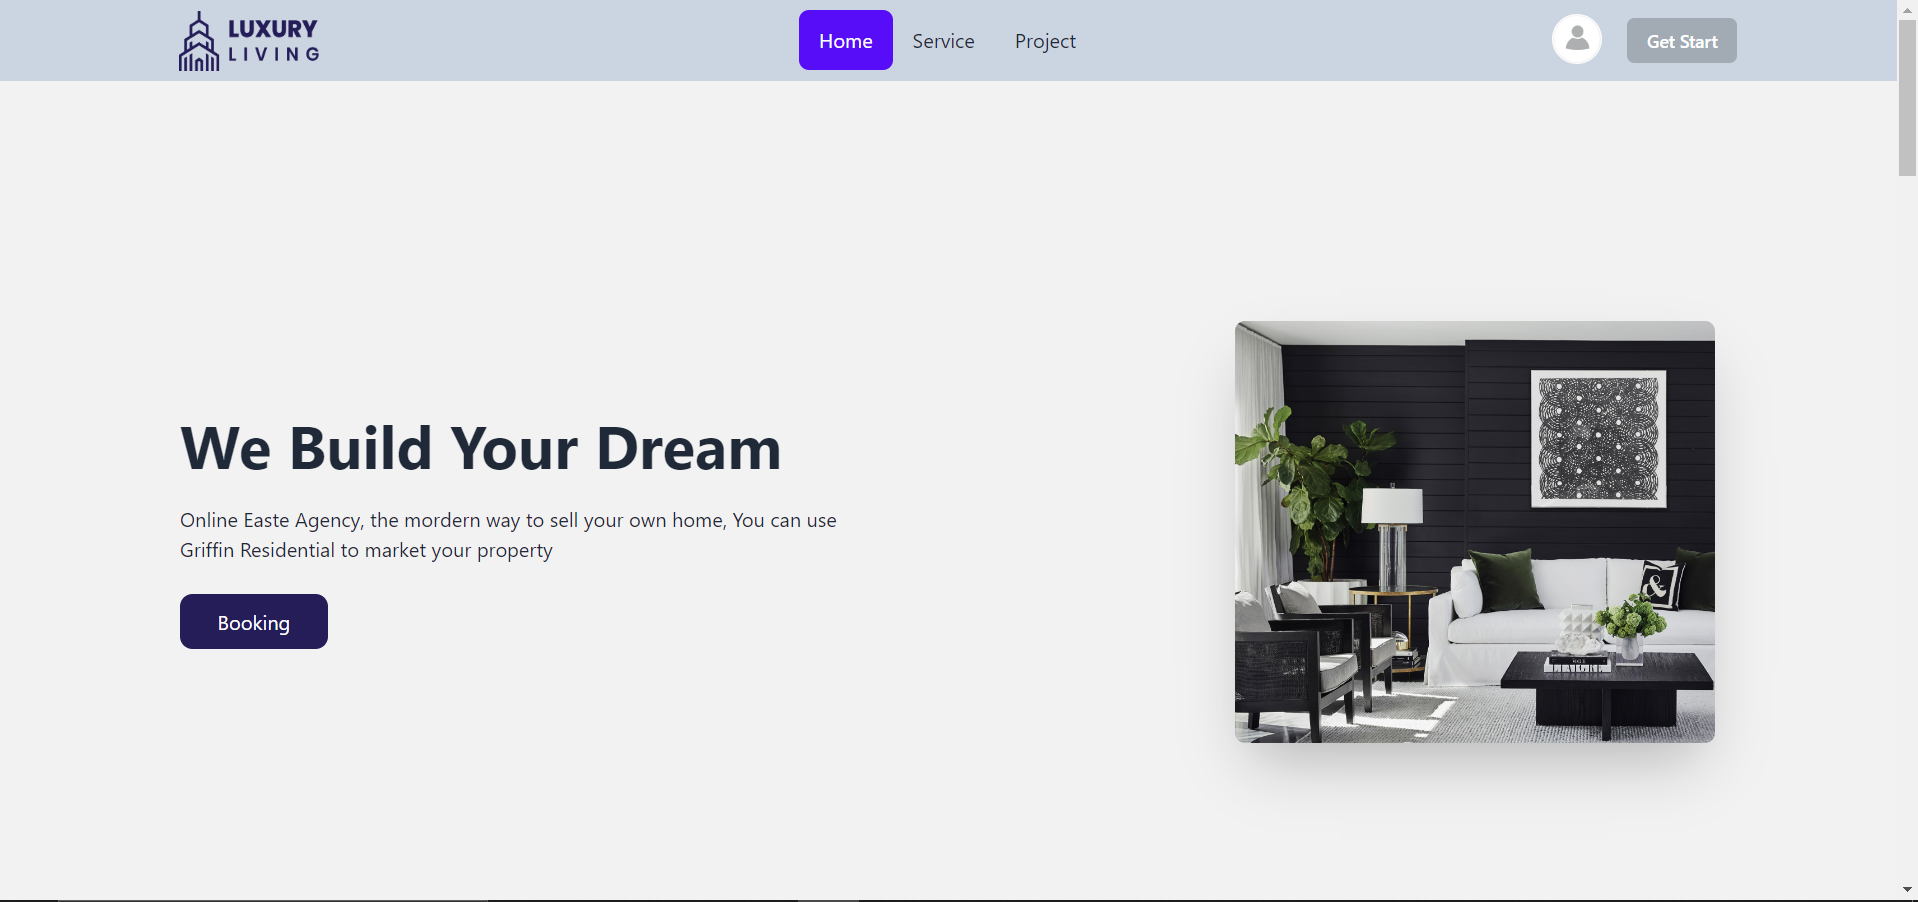 LUXURY
LIVING
Home
Service
Project
Get Start
We Build Your Dream
Online Easte Agency, the mordern way to sell your own home, You can use
Griffin Residential to market your property
Booking
&